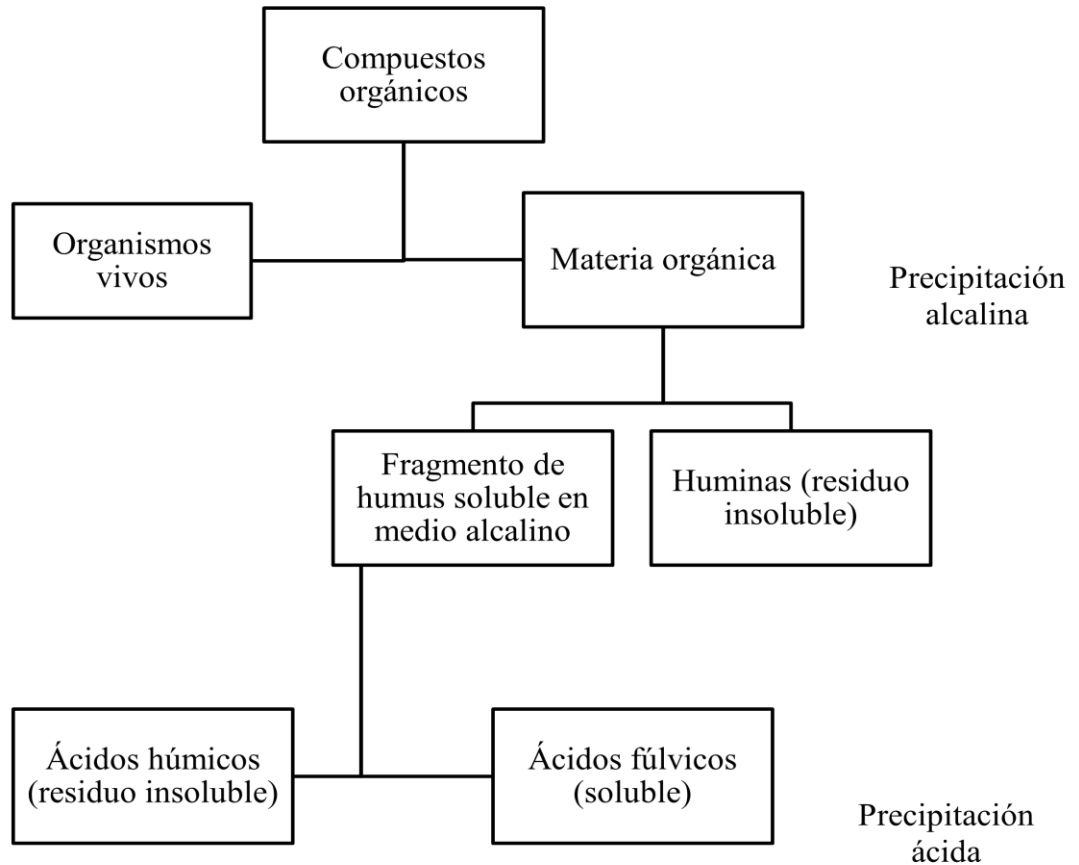 Compuestos
orgánicos
Organismos
vivos
Materia orgánica
Precipitación
alcalina
Fragmento de
humus soluble en
medio alcalino
Huminas (residuo
insoluble)
Ácidos húmicos
(residuo insoluble)
Ácidos fúlvicos
(soluble)
Precipitación
ácida